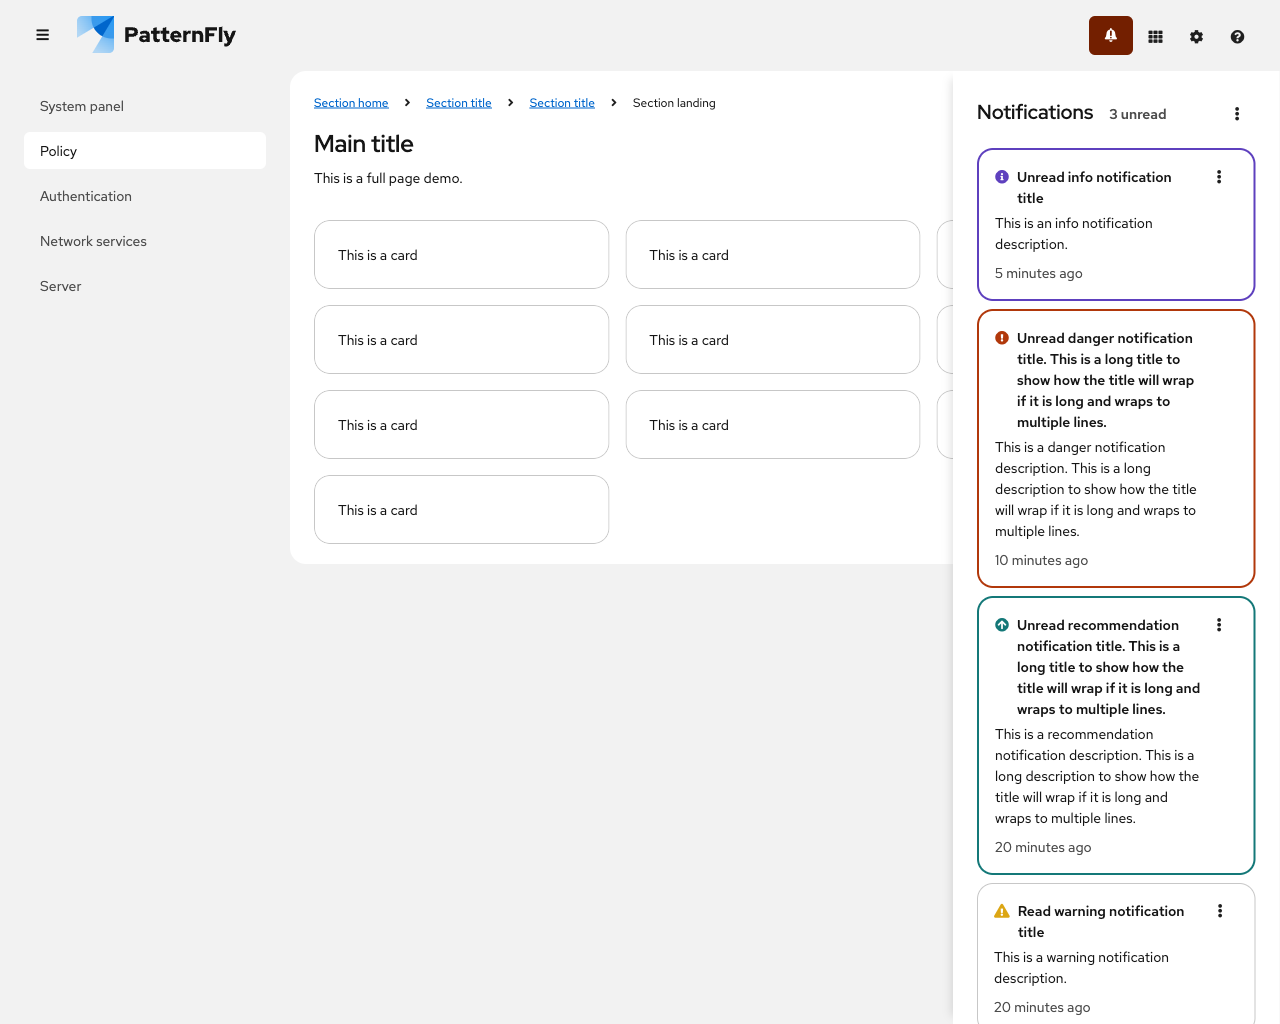 PatternFly
System panel
Policy
Authentication
Network services
Server
Section home
Section title
Section title
Section landing
Main title
This is a full page demo.
This is a card
This is a card
This is a card
This is a card
This is a card
This is a card
This is a card
Notifications
3 unread
Unread info notification
title
This is an info notification
description.
5 minutes ago
Unread danger notification
title. This is a long title to
show how the title will wrap
if it is long and wraps to
multiple lines.
This is a danger notification
description. This is a long
description to show how the title
will wrap if it is long and wraps to
multiple lines.
10 minutes ago
Unread recommendation
notification title. This is a
long title to show how the
title will wrap if it is long and
wraps to multiple lines.
This is a recommendation
notification description. This is a
long description to show how the
title will wrap if it is long and
wraps to multiple lines.
20 minutes ago
Read warning notification
title
This is a warning notification
description.
20 minutes ago